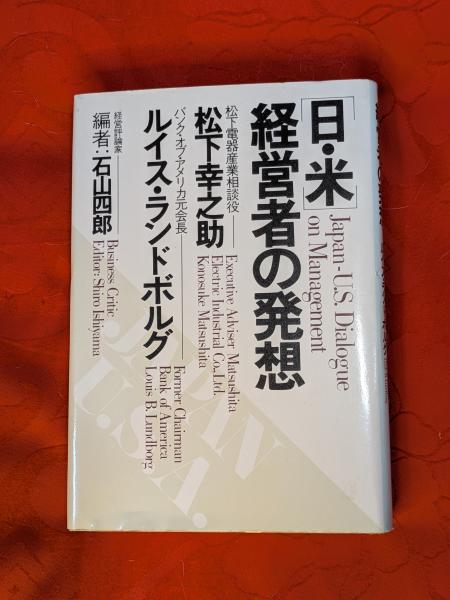 「日・米」
経営者の発想
Japan-U.S. Dialogue
on Management
松下電器産業相談役
松下幸之助
Executive Adviser Matsushita
Electric Industrial Co., Ltd.
Konosuke Matsushita
バンク・オブ・アメリカ元会長
ルイス・ランドボルグ
Former Chairman
Bank of America
Louis B. Lundborg
経営評論家
編者:石山四郎
Business Critic
Editor: Shiro Ishiyama
JAPAN
U.S.A.